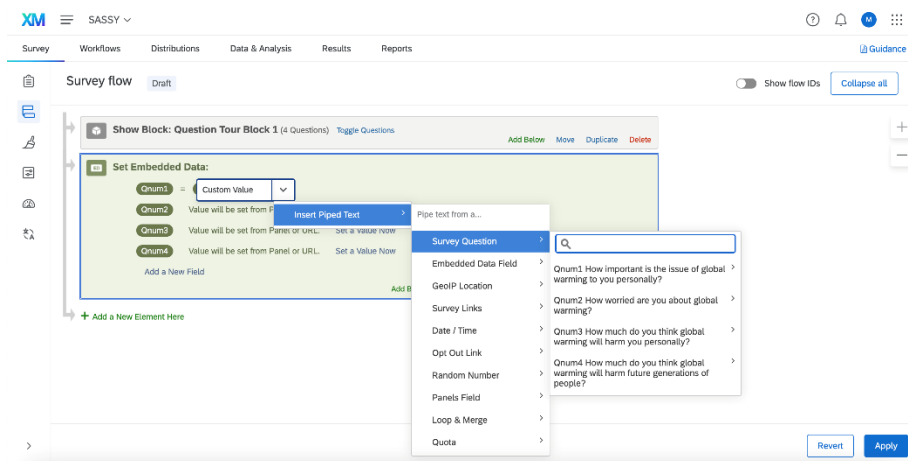 XM SASSY ? M
Survey Workflows Distributions Data & Analysis Results Reports Guidance
Survey flow Draft Show flow IDs Collapse all
Show Block: Question Tour Block 1 (4 Questions) Toggle Questions
Add Below Move Duplicate Delete
Set Embedded Data:
Qnum1 = Custom Value
Qnum2 Value will be set from P
Qnum3 Value will be set from Panel or URL. Set a Value Now
Qnum4 Value will be set from Panel or URL. Set a Value Now
Add a New Field
Add B
+ Add a New Element Here
Insert Piped Text
Pipe text from a...
Survey Question
Embedded Data Field
GeoIP Location
Survey Links
Date / Time
Opt Out Link
Random Number
Panels Field
Loop & Merge
Quota
Qnum1 How important is the issue of global
warming to you personally?
Qnum2 How worried are you about global
warming?
Qnum3 How much do you think global
warming will harm you personally?
Qnum4 How much do you think global
warming will harm future generations of
people?
Revert Apply